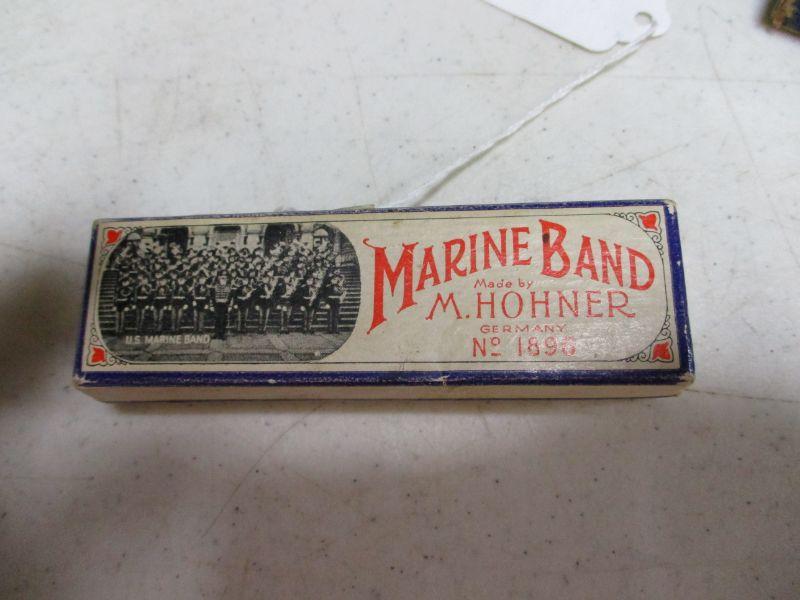 U.S. MARINE BAND
MARINE BAND
Made by
M. HOHNER
GERMANY
Nº 1896